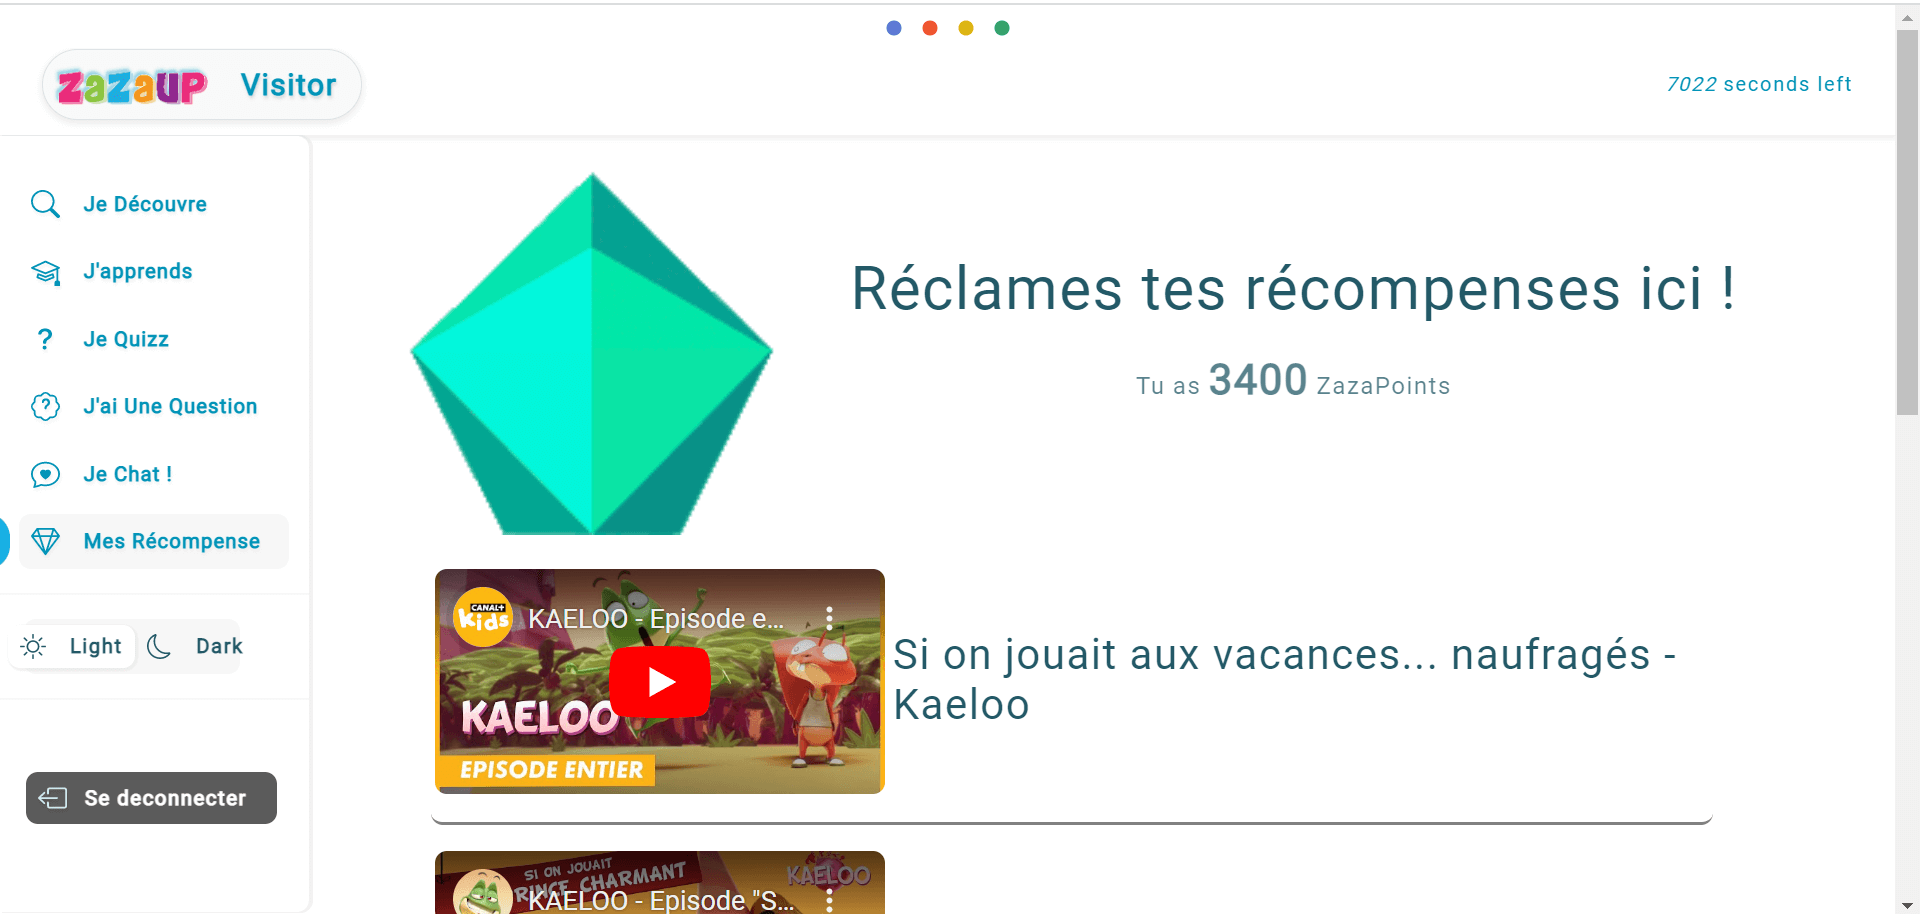 ZaZaUP Visitor
7022 seconds left
Je Découvre
J'apprends
Je Quizz
J'ai Une Question
Je Chat !
Mes Récompense
Light Dark
Se deconnecter
Réclames tes récompenses ici !
Tu as 3400 ZazaPoints
CANAL+
kids
KAELOO - Episode e...
KAELOO
EPISODE ENTIER
Si on jouait aux vacances... naufragés -
Kaeloo
SI ON JOUAIT
PRINCE CHARMANT
KAELOO
KAELOO - Episode "S...